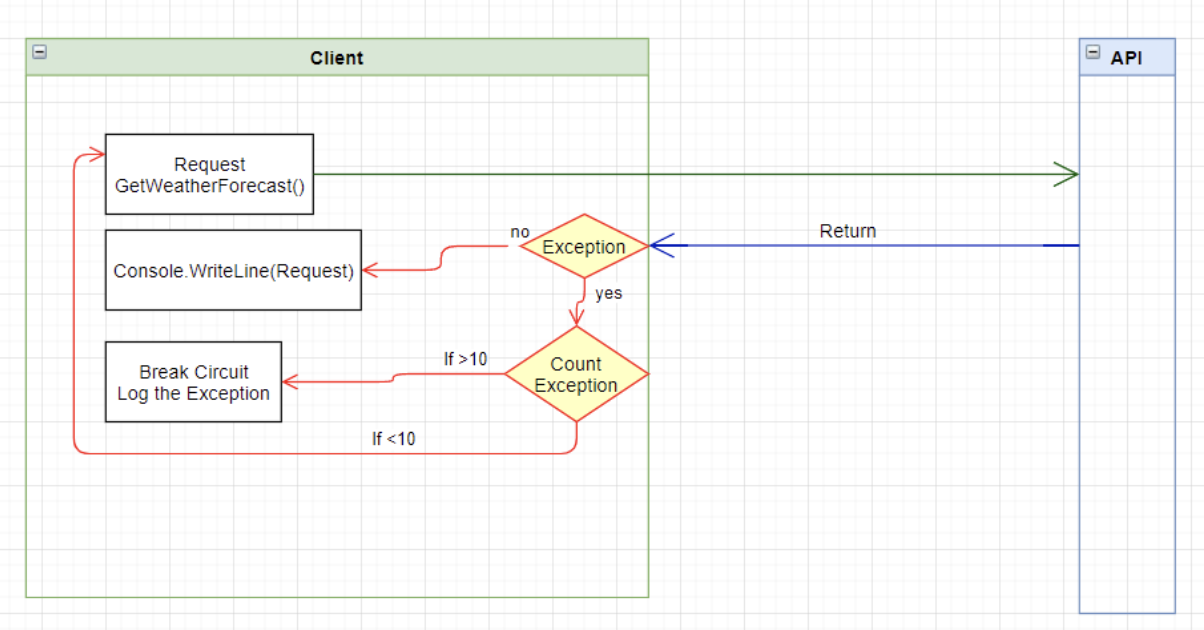 Client
API
Request
GetWeatherForecast()
Return
no
Exception
Console.WriteLine(Request)
yes
If >10
Count
Exception
Break Circuit
Log the Exception
If <10